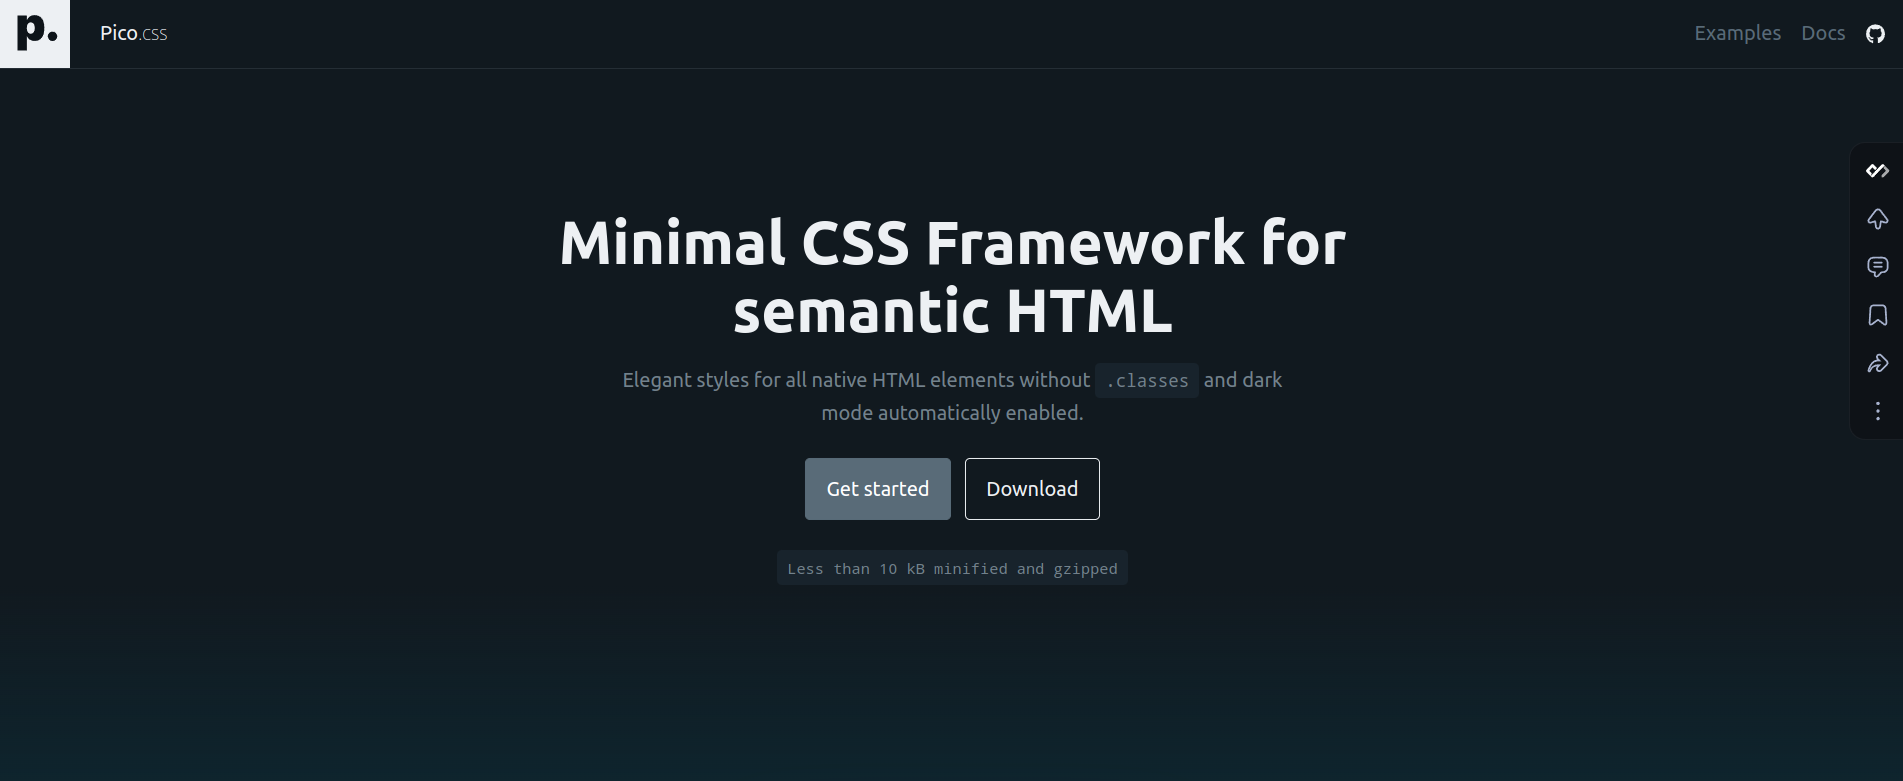 p.
Pico.css
Examples
Docs
Minimal CSS Framework for
semantic HTML
Elegant styles for all native HTML elements without .classes and dark
mode automatically enabled.
Get started
Download
Less than 10 kB minified and gzipped